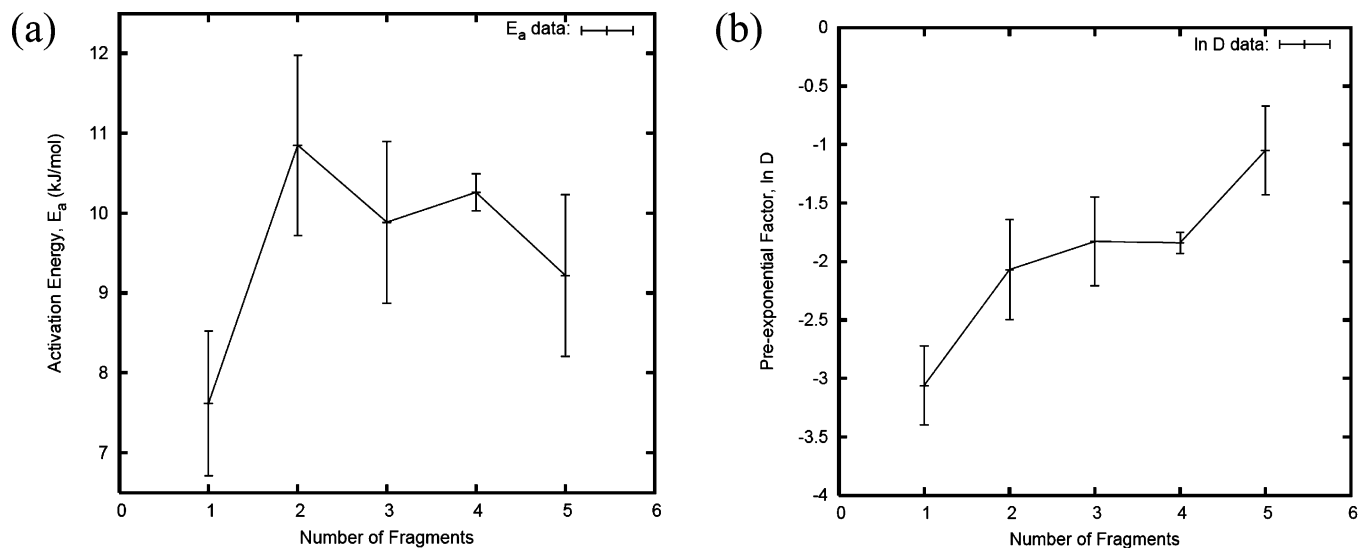 (a)
E_a data:
12
11
10
9
8
7
Activation Energy, E_a (kJ/mol)
0 1 2 3 4 5 6
Number of Fragments
(b)
ln D data:
0
-0.5
-1
-1.5
-2
-2.5
-3
-3.5
-4
Pre-exponential Factor, ln D
0 1 2 3 4 5 6
Number of Fragments